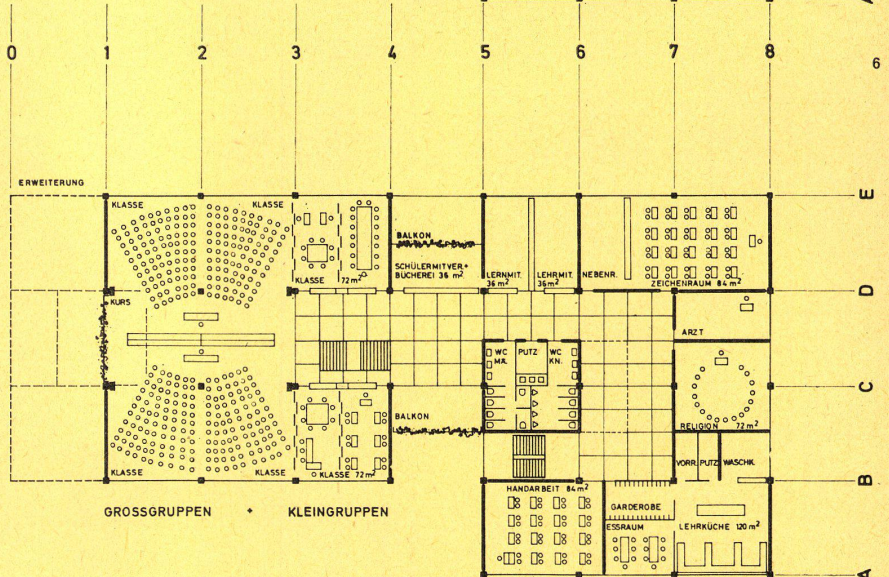 A
0 1 2 3 4 5 6 7 8
6
ERWEITERUNG
E
KLASSE KLASSE
BALKON
SCHÜLERMITVER.+
BÜCHEREI 36 m²
KLASSE 72 m²
LERNMIT.
36 m²
LEHRMIT.
36 m²
NEBENR.
ZEICHENRAUM 84 m²
D
KURS
ARZT
WC
MÄ.
PUTZ
WC
KN.
C
BALKON
RELIGION 72 m²
KLASSE KLASSE
KLASSE 72 m²
VORR. PUTZ WASCHK.
B
HANDARBEIT 84 m²
GROSSGRUPPEN + KLEINGRUPPEN
GARDEROBE
ESSRAUM
LEHRKÜCHE 120 m²
A